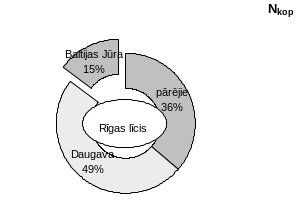 Nkop
Baltijas Jūra
15%
pārējie
36%
Rīgas līcis
Daugava
49%